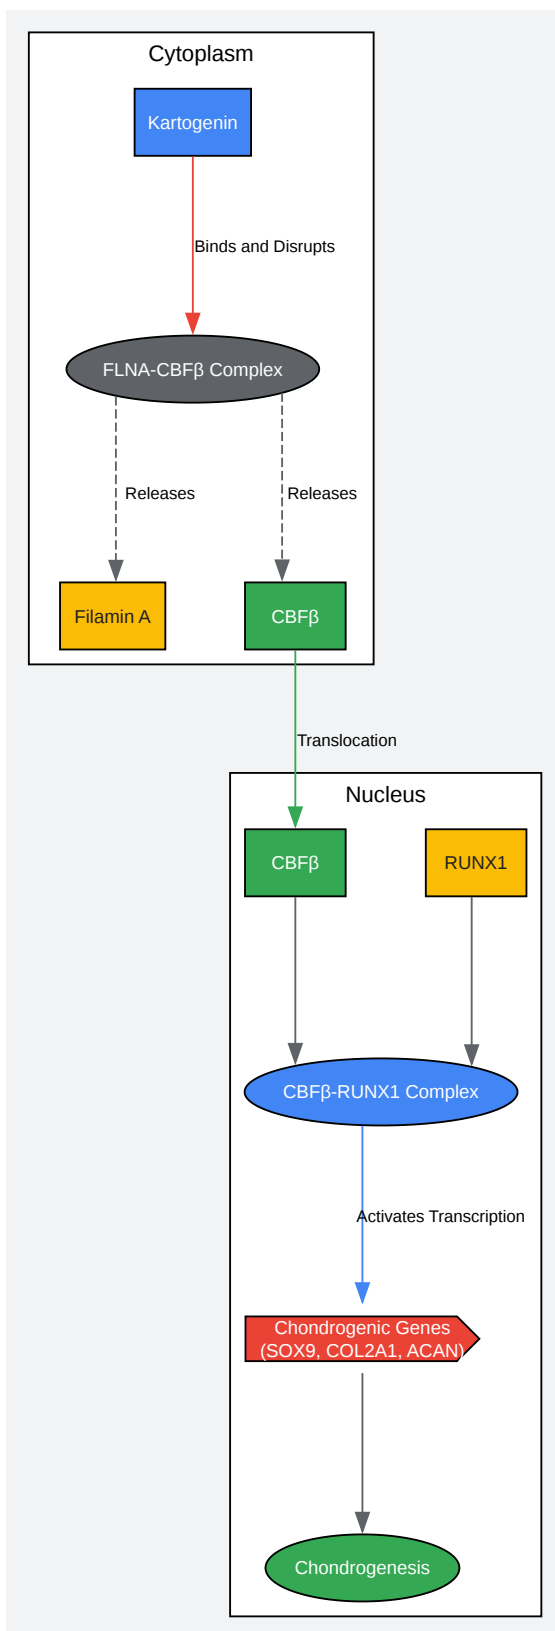 Cytoplasm
Kartogenin
Binds and Disrupts
FLNA-CBFβ Complex
Releases
Releases
Filamin A
CBFβ
Translocation
Nucleus
CBFβ
RUNX1
CBFβ-RUNX1 Complex
Activates Transcription
Chondrogenic Genes
(SOX9, COL2A1, ACAN)
Chondrogenesis